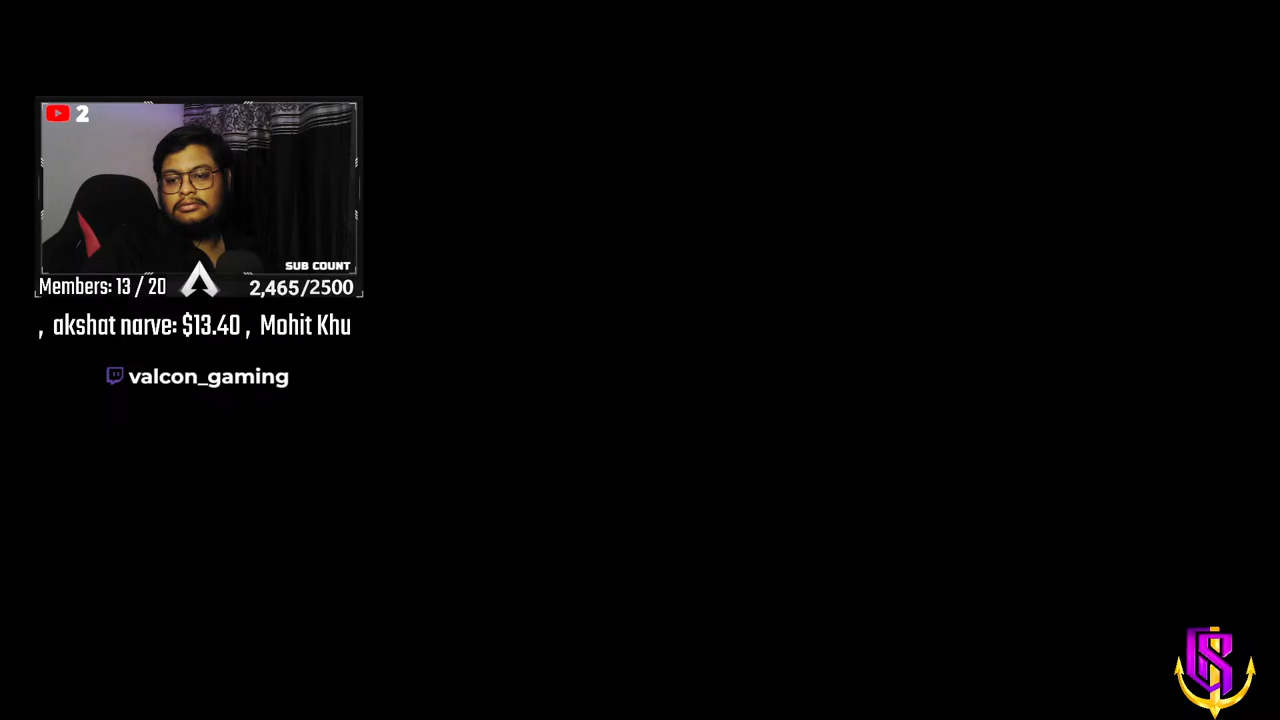 2
SUB COUNT
Members: 13 / 20
2,465/2500
, akshat narve: $13.40 , Mohit Khu
valcon_gaming